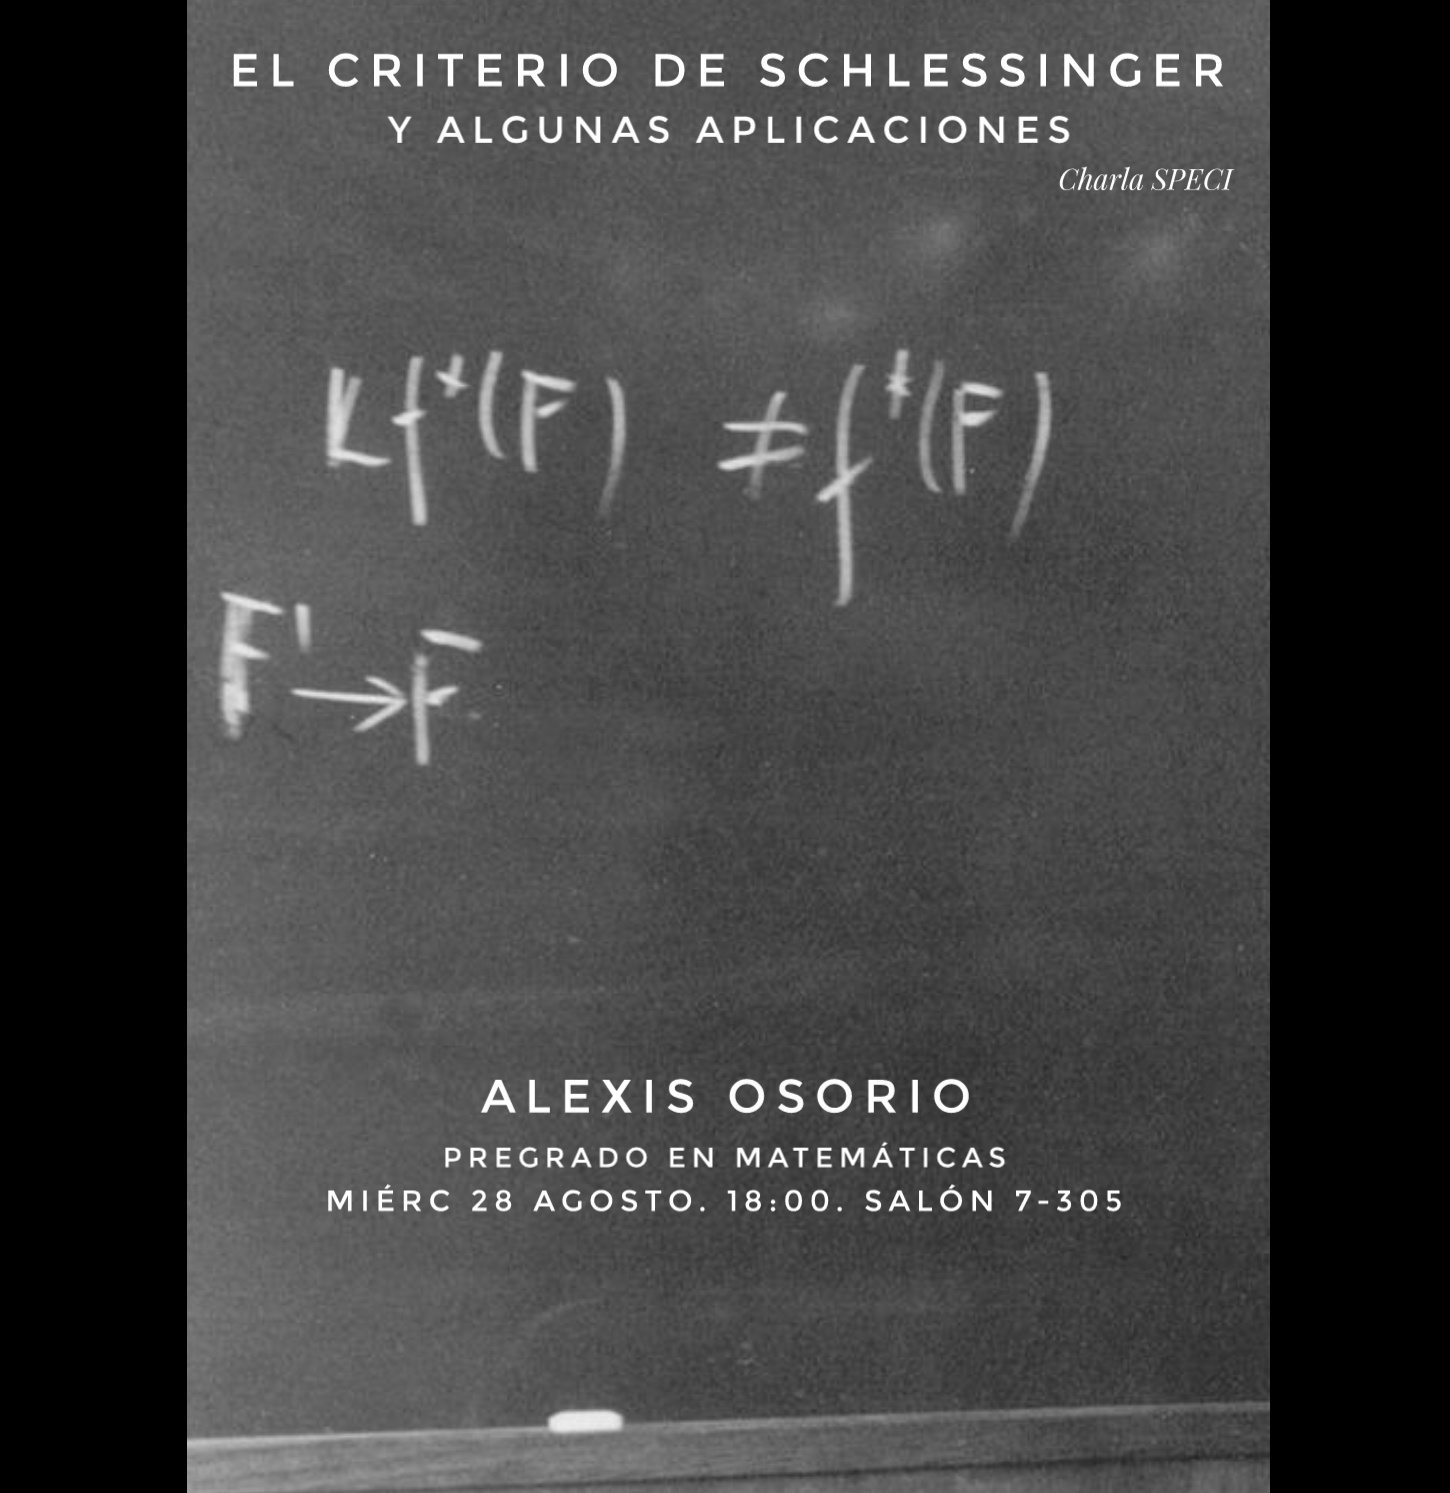 EL CRITERIO DE SCHLESSINGER
Y ALGUNAS APLICACIONES
Charla SPECI
Lf*(F) ≠ f*(F)
F' → F
ALEXIS OSORIO
PREGRADO EN MATEMÁTICAS
MIÉRC 28 AGOSTO. 18:00. SALÓN 7-305